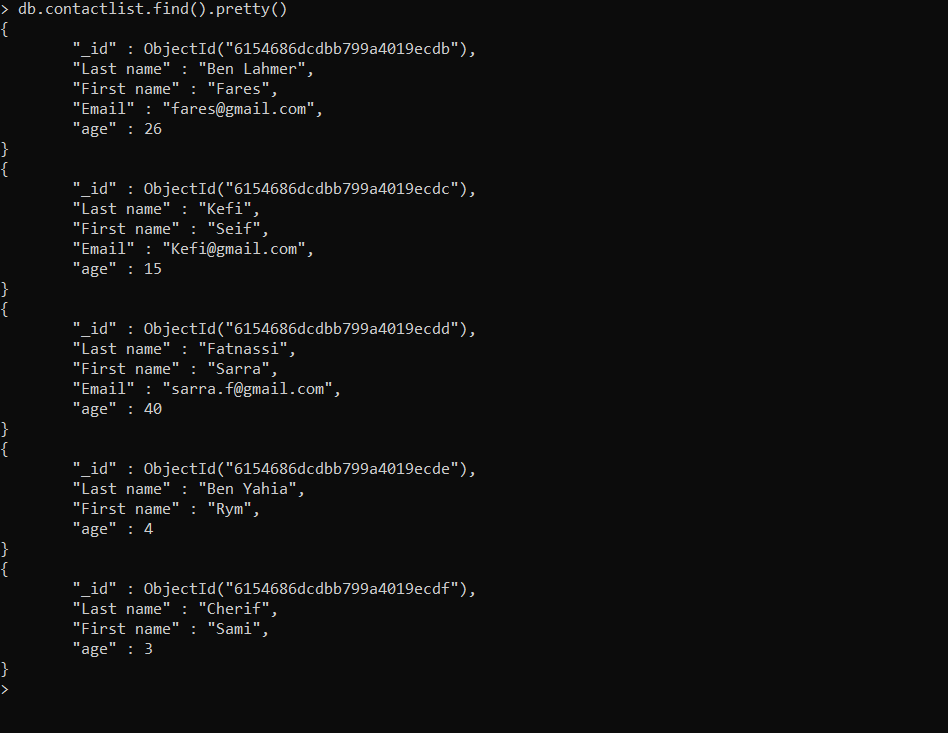 > db.contactlist.find().pretty()
{
        "_id" : ObjectId("6154686dcdbb799a4019ecdb"),
        "Last name" : "Ben Lahmer",
        "First name" : "Fares",
        "Email" : "fares@gmail.com",
        "age" : 26
}
{
        "_id" : ObjectId("6154686dcdbb799a4019ecdc"),
        "Last name" : "Kefi",
        "First name" : "Seif",
        "Email" : "Kefi@gmail.com",
        "age" : 15
}
{
        "_id" : ObjectId("6154686dcdbb799a4019ecdd"),
        "Last name" : "Fatnassi",
        "First name" : "Sarra",
        "Email" : "sarra.f@gmail.com",
        "age" : 40
}
{
        "_id" : ObjectId("6154686dcdbb799a4019ecde"),
        "Last name" : "Ben Yahia",
        "First name" : "Rym",
        "age" : 4
}
{
        "_id" : ObjectId("6154686dcdbb799a4019ecdf"),
        "Last name" : "Cherif",
        "First name" : "Sami",
        "age" : 3
}
>